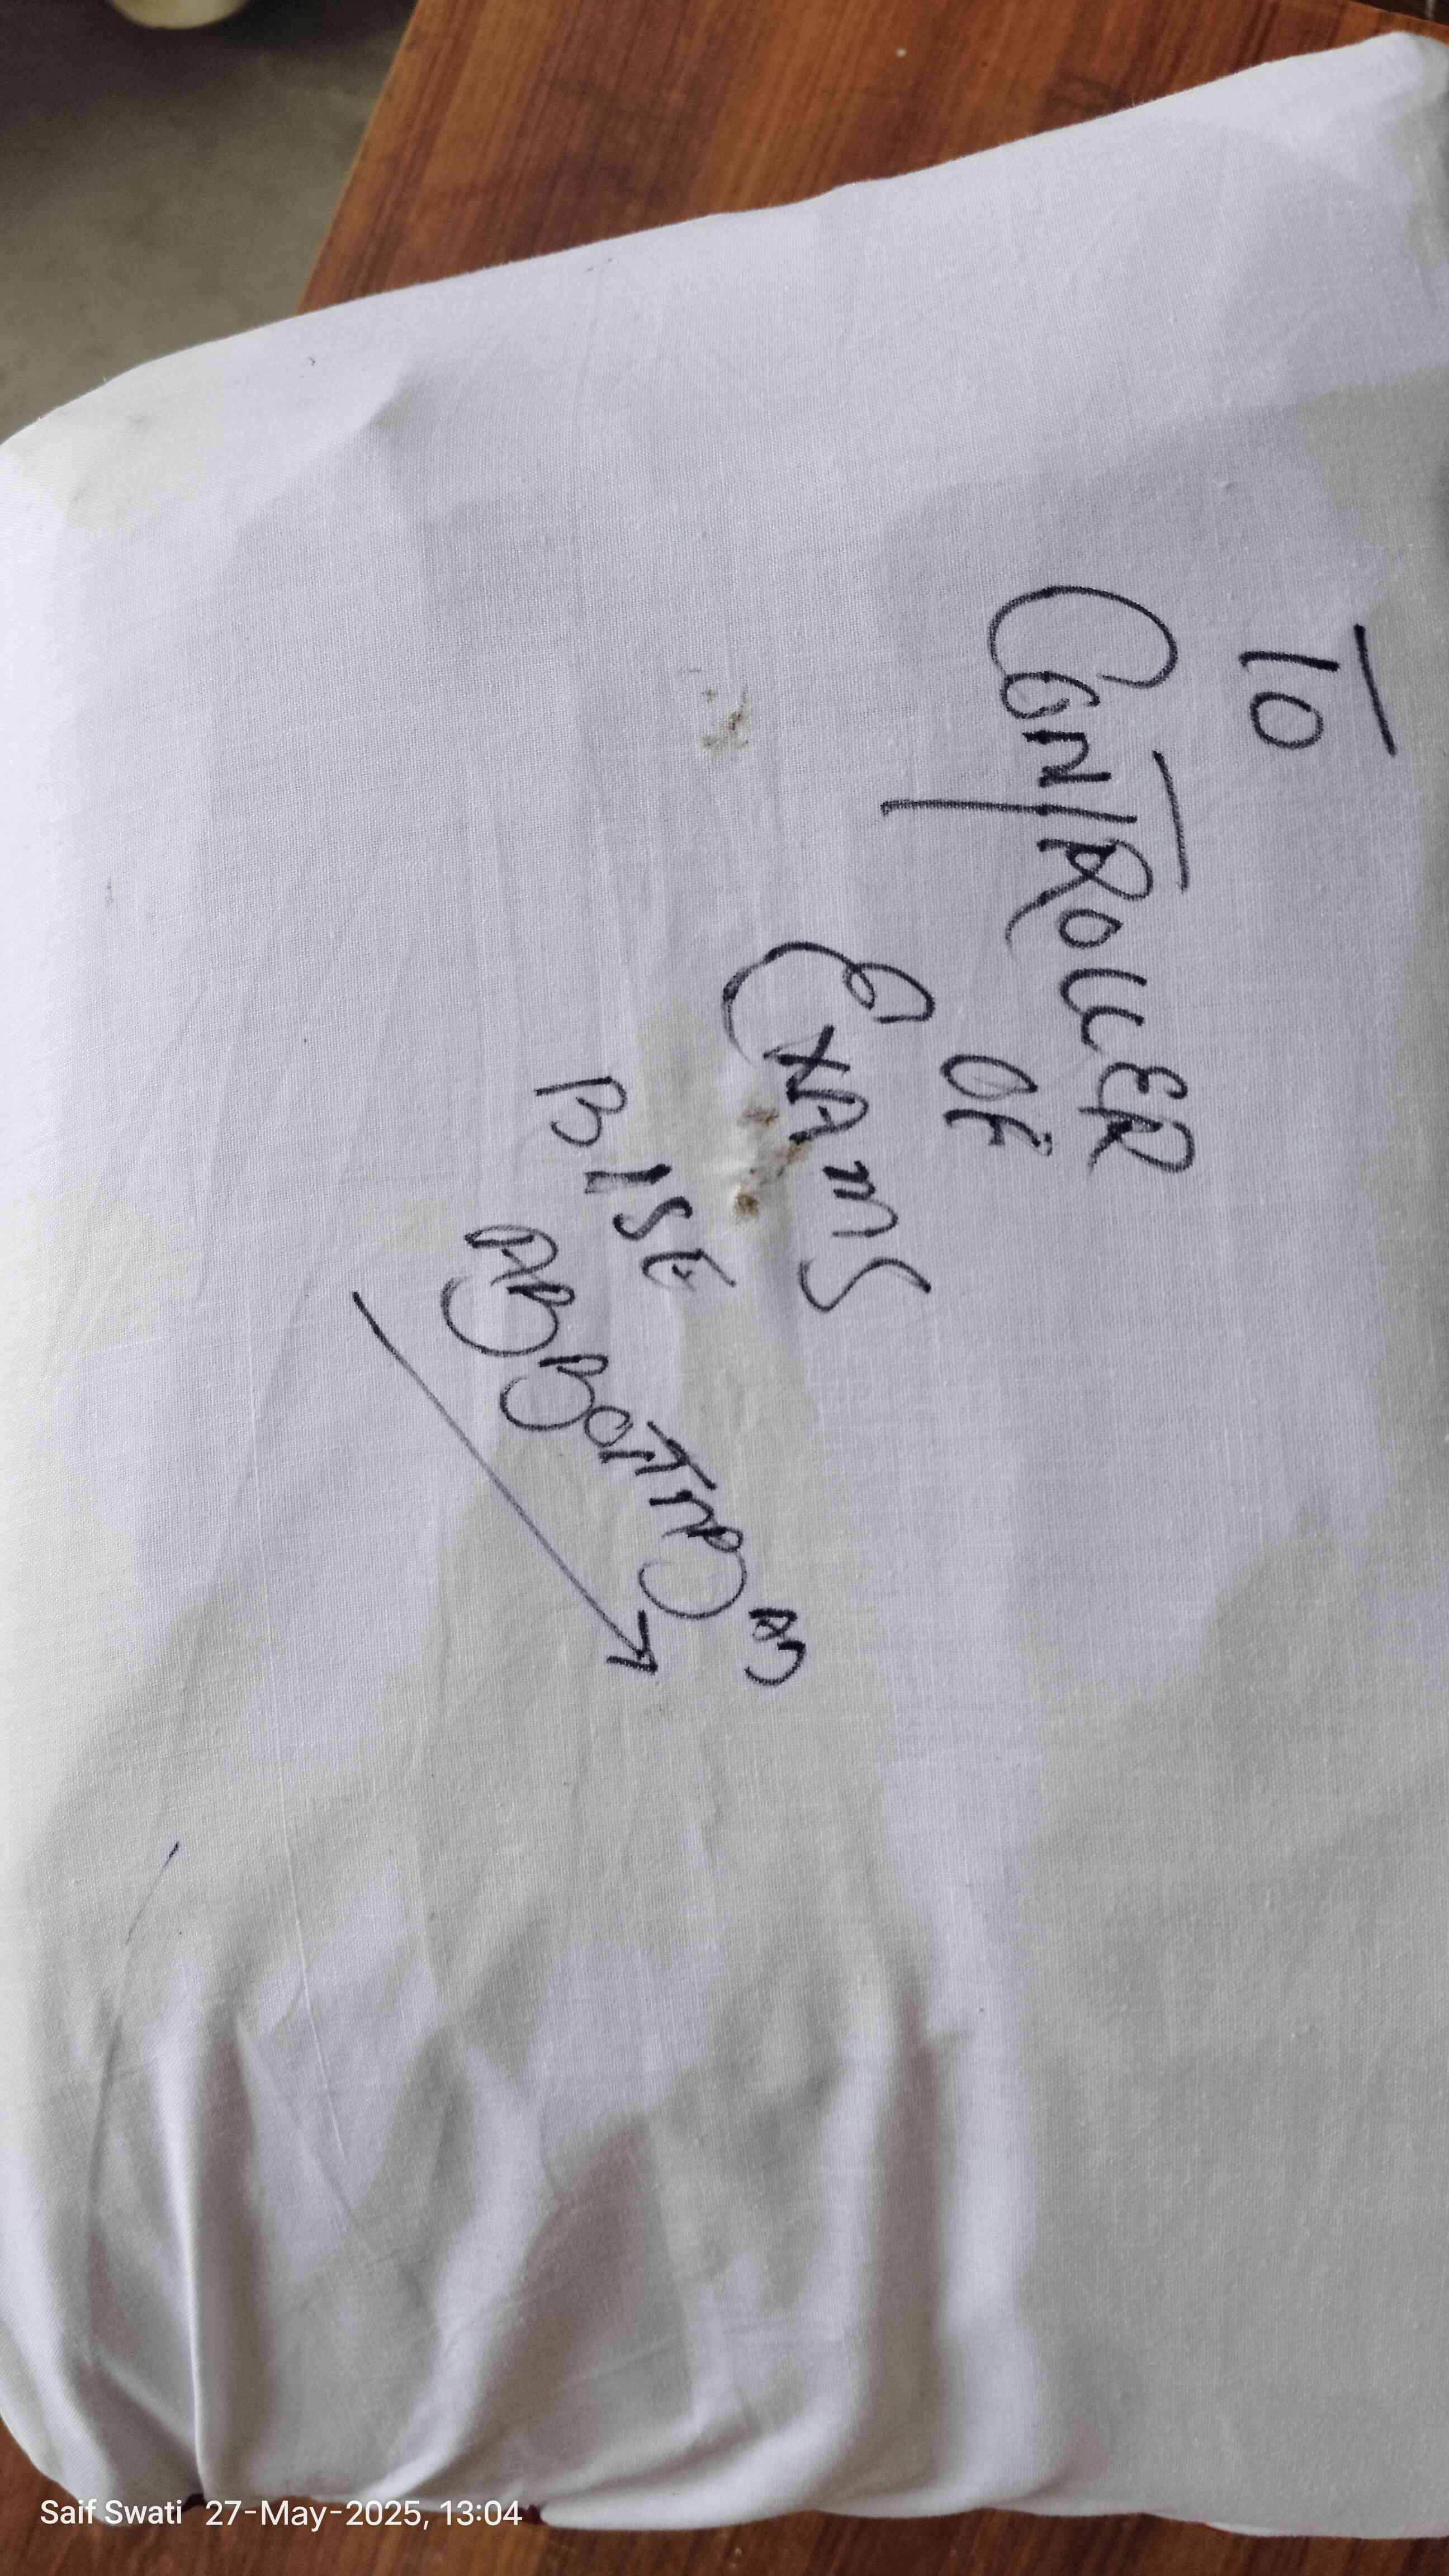 TO
CONTROLLER
OF
EXAMS
BISE
ABBOTTABAD
Saif Swati 27-May-2025, 13:04